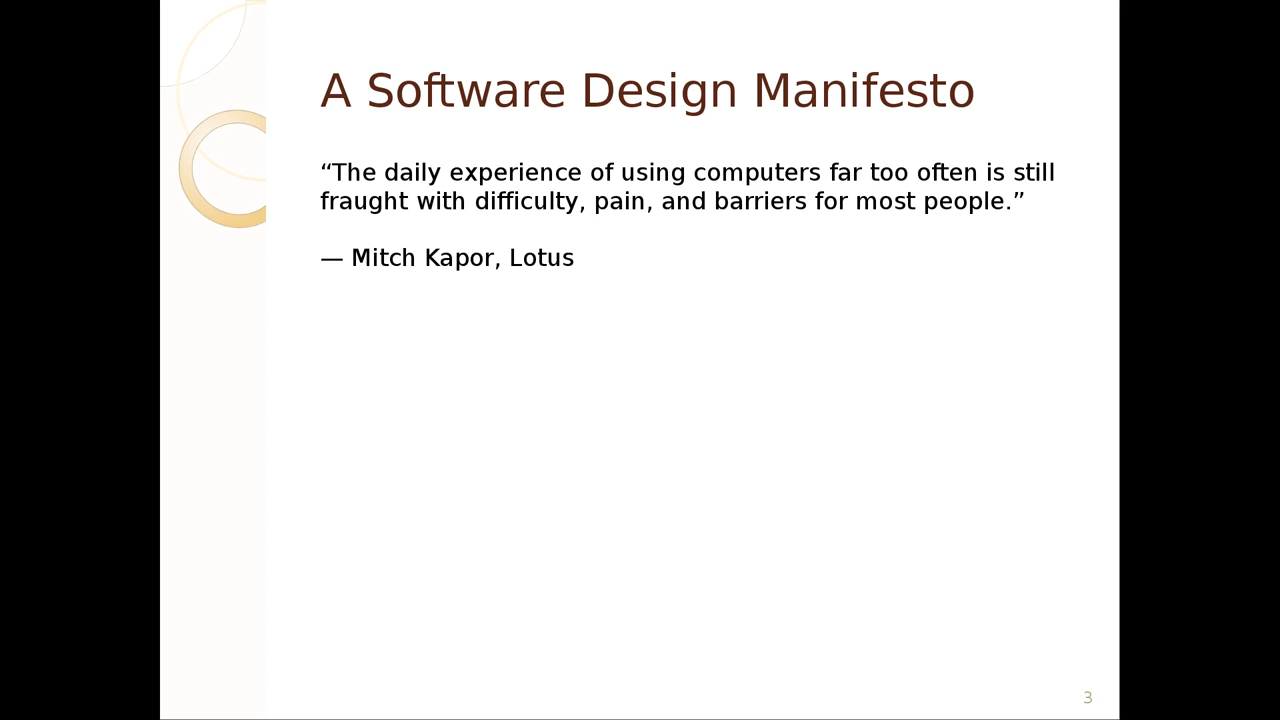 A Software Design Manifesto
“The daily experience of using computers far too often is still
fraught with difficulty, pain, and barriers for most people.”
— Mitch Kapor, Lotus
3